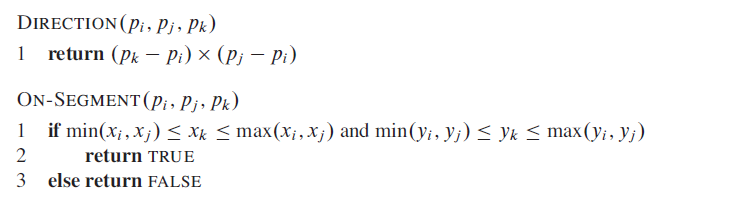 DIRECTION(pᵢ, pⱼ, pₖ)
1 return (pₖ − pᵢ) × (pⱼ − pᵢ)
ON-SEGMENT(pᵢ, pⱼ, pₖ)
1 if min(xᵢ, xⱼ) ≤ xₖ ≤ max(xᵢ, xⱼ) and min(yᵢ, yⱼ) ≤ yₖ ≤ max(yᵢ, yⱼ)
2 return TRUE
3 else return FALSE